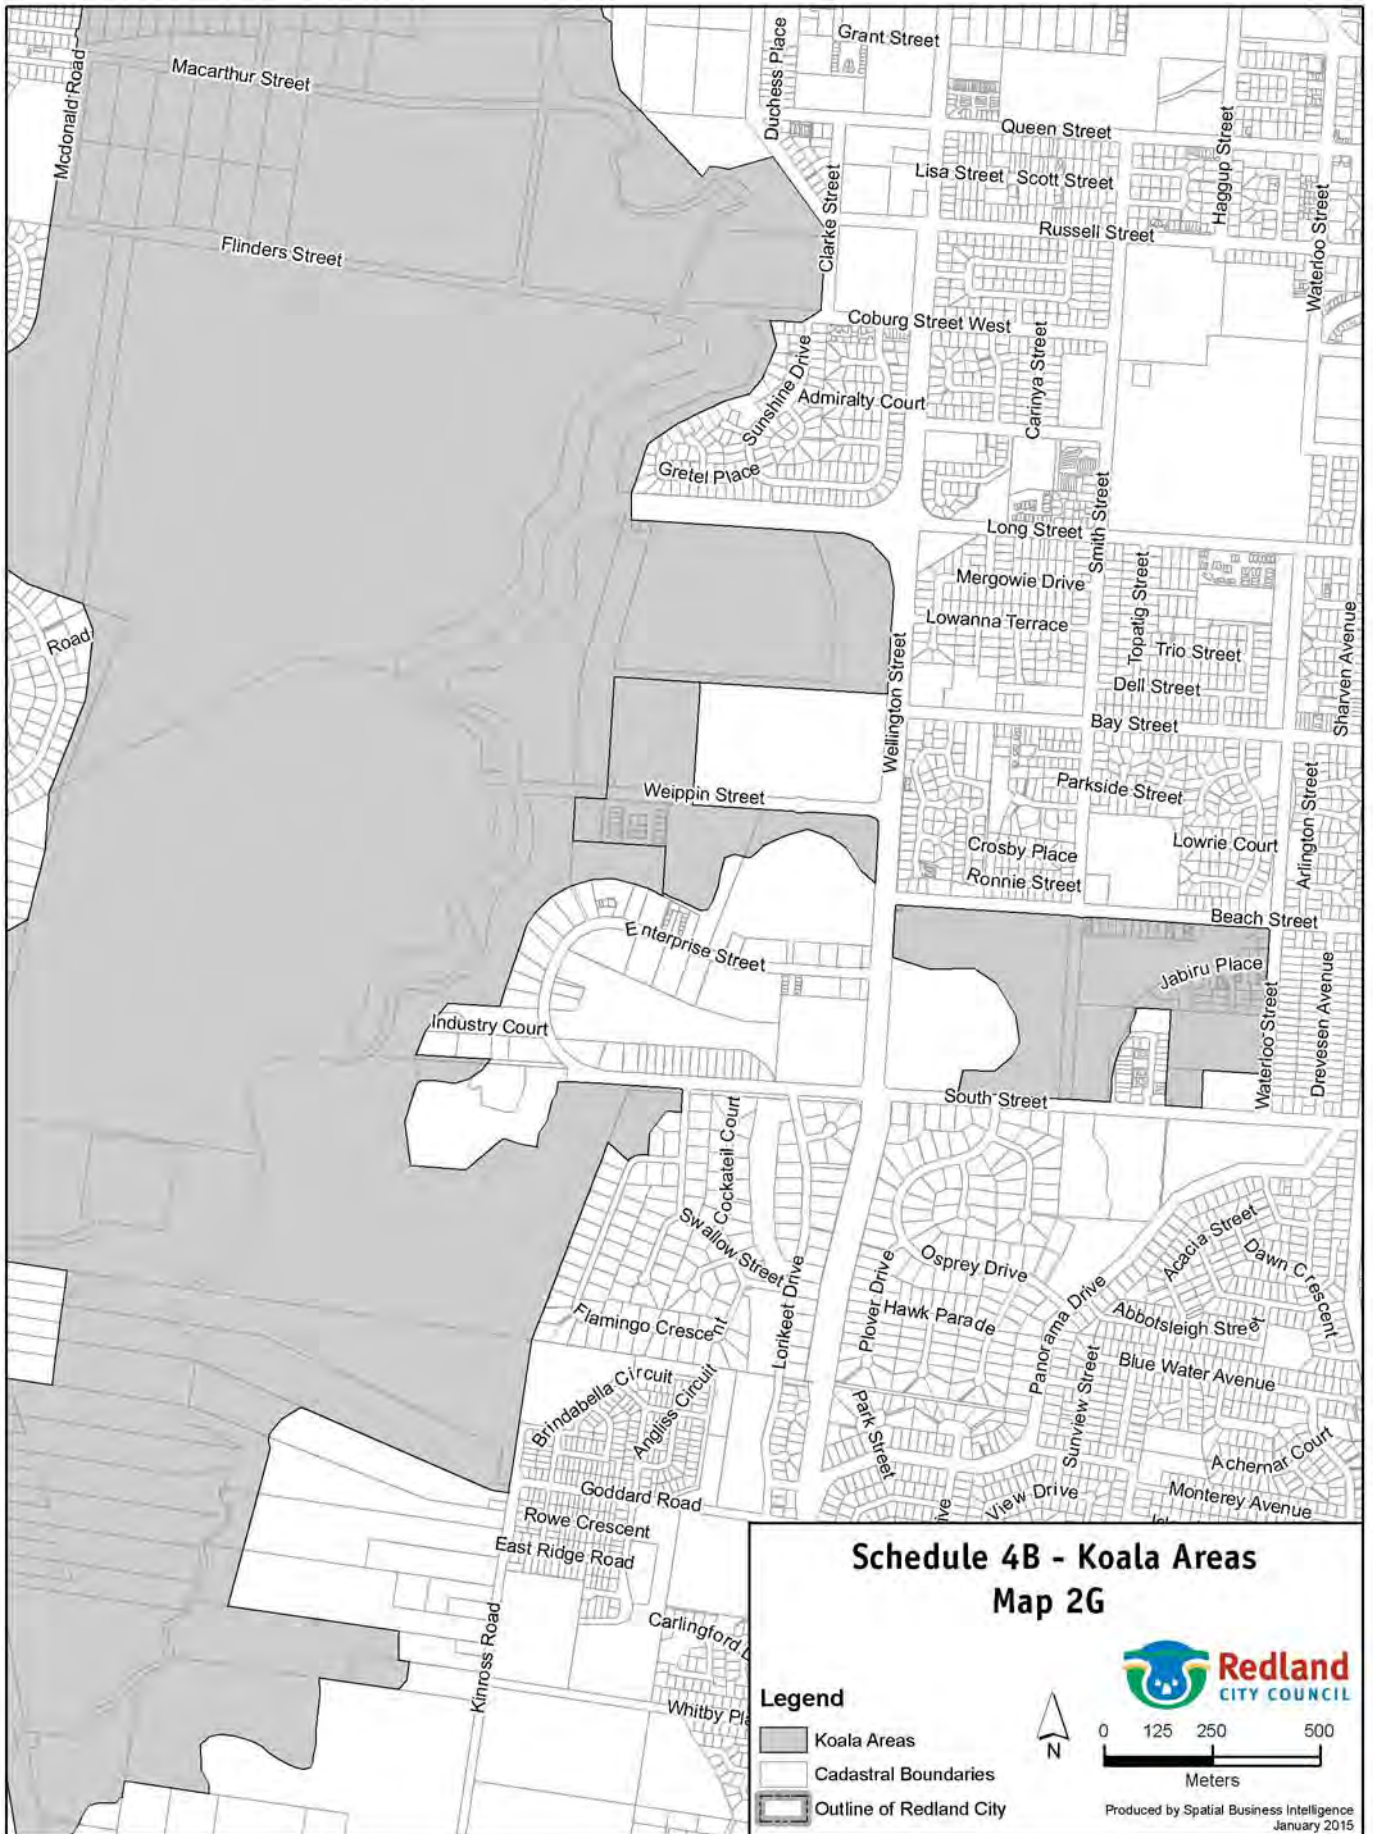 Grant Street
Duchess Place
Macarthur Street
Mcdonald Road
Queen Street
Haggup Street
Lisa Street
Scott Street
Clarke Street
Waterloo Street
Russell Street
Flinders Street
Coburg Street West
Carinya Street
Sunshine Drive
Admiralty Court
Gretel Place
Smith Street
Long Street
Mergowie Drive
Topatig Street
Lowanna Terrace
Sharven Avenue
Road
Trio Street
Wellington Street
Dell Street
Bay Street
Parkside Street
Weippin Street
Arlington Street
Crosby Place
Lowrie Court
Ronnie Street
Beach Street
Enterprise Street
Jabiru Place
Industry Court
Waterloo Street
Drevesen Avenue
South Street
Cockateil Court
Swallow Street
Acacia Street
Dawn Crescent
Osprey Drive
Plover Drive
Lorikeet Drive
Flamingo Crescent
Hawk Parade
Panorama Drive
Abbotsleigh Street
Blue Water Avenue
Brindabella Circuit
Angliss Circuit
Sunview Street
Park Street
Achernar Court
Goddard Road
View Drive
Monterey Avenue
ive
Rowe Crescent
East Ridge Road
Carlingford
Kinross Road
Whitby Pla
Schedule 4B - Koala Areas
Map 2G
Redland
CITY COUNCIL
Legend
Koala Areas
Cadastral Boundaries
Outline of Redland City
N
0 125 250 500
Meters
Produced by Spatial Business Intelligence
January 2015